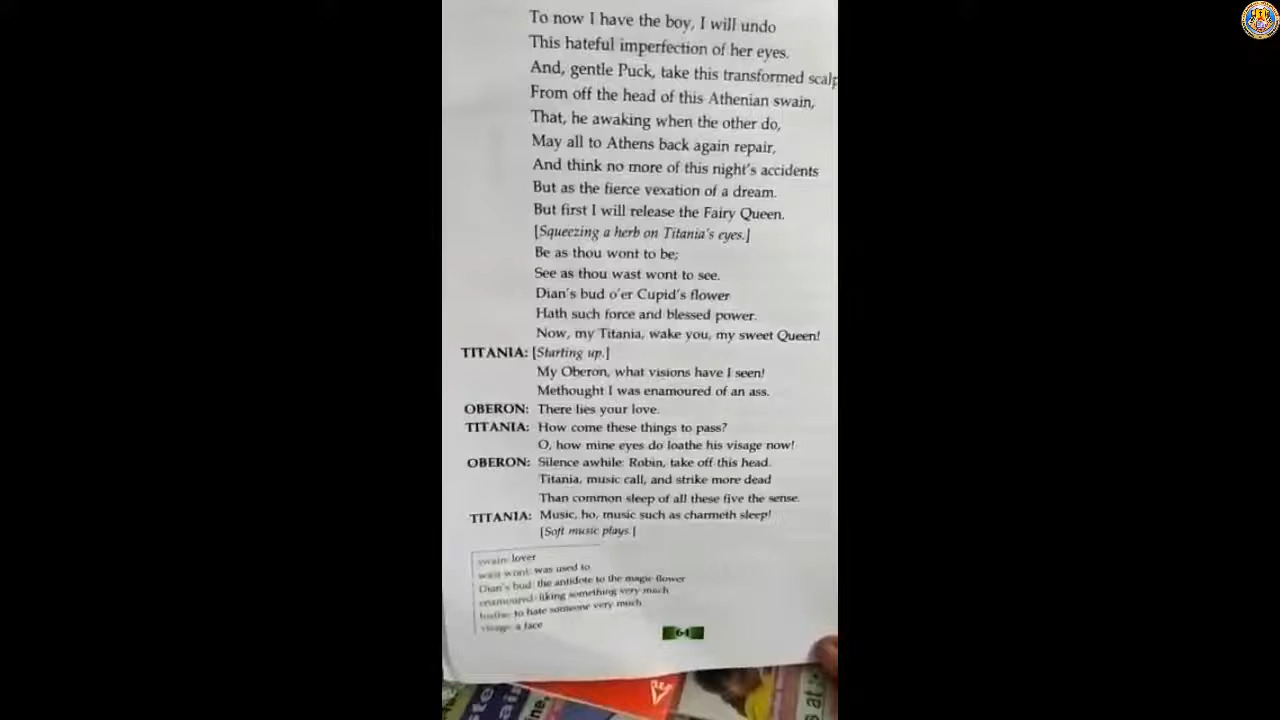 To now I have the boy, I will undo
This hateful imperfection of her eyes.
And, gentle Puck, take this transformed scalp
From off the head of this Athenian swain,
That, he awaking when the other do,
May all to Athens back again repair,
And think no more of this night's accidents
But as the fierce vexation of a dream.
But first I will release the Fairy Queen.
[Squeezing a herb on Titania's eyes.]
Be as thou wont to be;
See as thou wast wont to see.
Dian's bud o'er Cupid's flower
Hath such force and blessed power.
Now, my Titania, wake you, my sweet Queen!
TITANIA: [Starting up.]
My Oberon, what visions have I seen!
Methought I was enamoured of an ass.
OBERON: There lies your love.
TITANIA: How come these things to pass?
O, how mine eyes do loathe his visage now!
OBERON: Silence awhile. Robin, take off this head.
Titania, music call, and strike more dead
Than common sleep of all these five the sense.
TITANIA: Music, ho, music such as charmeth sleep!
[Soft music plays.]
swain: lover
wast wont: was used to
Dian's bud: the antidote to the magic flower
enamoured: liking something very much
loathe: to hate someone very much
visage: a face
64